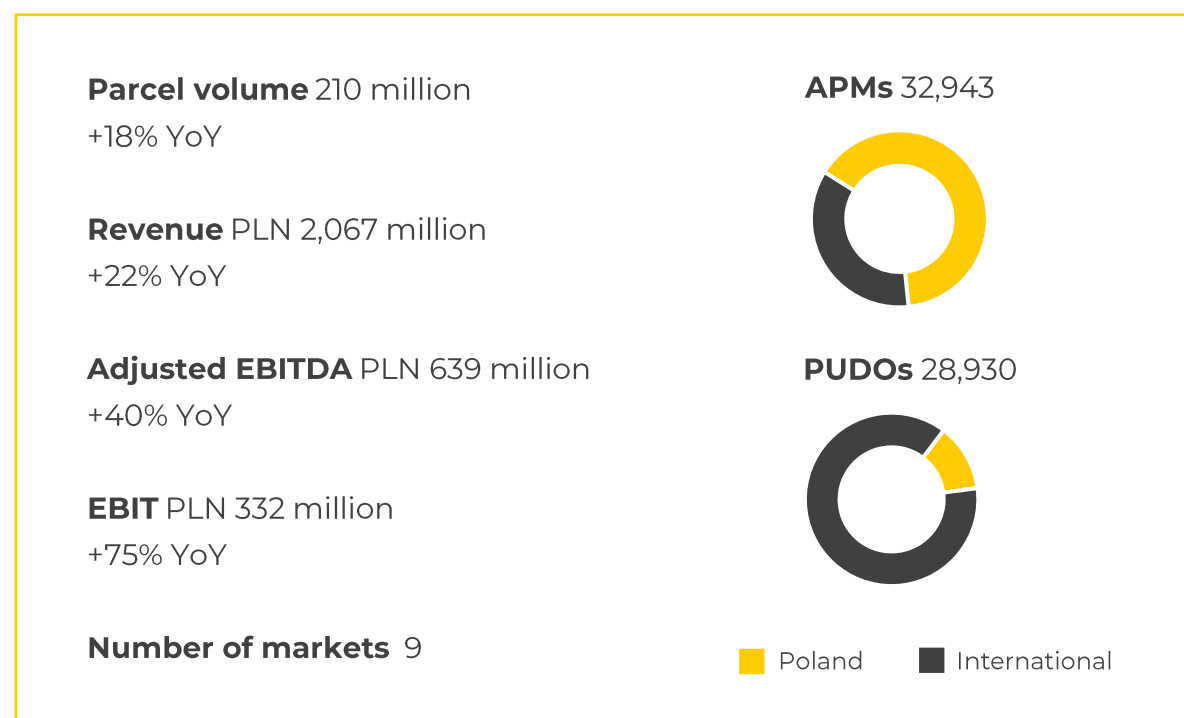 Parcel volume 210 million
+18% YoY
Revenue PLN 2,067 million
+22% YoY
Adjusted EBITDA PLN 639 million
+40% YoY
EBIT PLN 332 million
+75% YoY
Number of markets 9
APMs 32,943
PUDOs 28,930
Poland
International